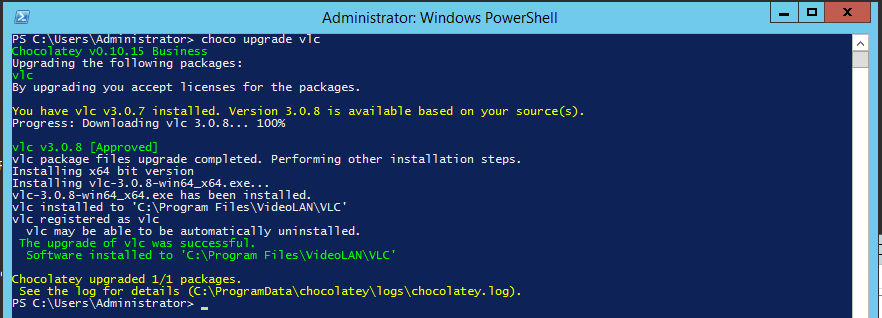 Administrator: Windows PowerShell
PS C:\Users\Administrator> choco upgrade vlc
Chocolatey v0.10.15 Business
Upgrading the following packages:
vlc
By upgrading you accept licenses for the packages.
You have vlc v3.0.7 installed. Version 3.0.8 is available based on your source(s).
Progress: Downloading vlc 3.0.8... 100%
vlc v3.0.8 [Approved]
vlc package files upgrade completed. Performing other installation steps.
Installing x64 bit version
Installing vlc-3.0.8-win64_x64.exe...
vlc-3.0.8-win64_x64.exe has been installed.
vlc installed to 'C:\Program Files\VideoLAN\VLC'
vlc registered as vlc
vlc may be able to be automatically uninstalled.
The upgrade of vlc was successful.
Software installed to 'C:\Program Files\VideoLAN\VLC'
Chocolatey upgraded 1/1 packages.
See the log for details (C:\ProgramData\chocolatey\logs\chocolatey.log).
PS C:\Users\Administrator> _